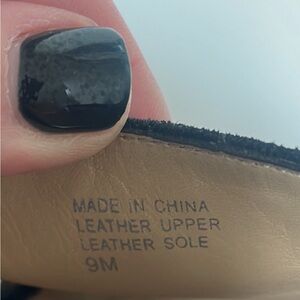 MADE IN CHINA
LEATHER UPPER
LEATHER SOLE
9M